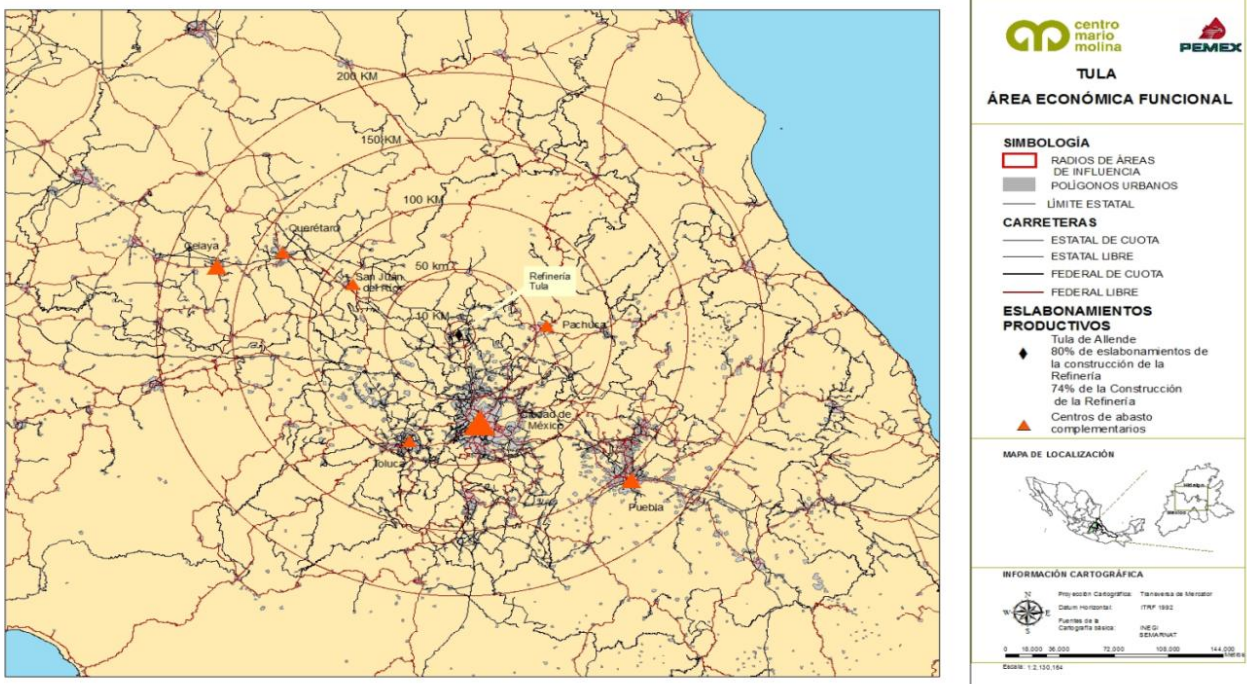 200 KM
150 KM
100 KM
50 km
10 KM
Querétaro
Celaya
San Juan
del Río
Refinería
Tula
Pachuca
Ciudad de
México
Toluca
Puebla
centro
mario
molina
PEMEX
TULA
ÁREA ECONÓMICA FUNCIONAL
SIMBOLOGÍA
RADIOS DE ÁREAS
DE INFLUENCIA
POLÍGONOS URBANOS
LÍMITE ESTATAL
CARRETERAS
ESTATAL DE CUOTA
ESTATAL LIBRE
FEDERAL DE CUOTA
FEDERAL LIBRE
ESLABONAMIENTOS
PRODUCTIVOS
Tula de Allende
80% de eslabonamientos de
la construcción de la
Refinería
74% de la Construcción
de la Refinería
Centros de abasto
complementarios
MAPA DE LOCALIZACIÓN
Hidalgo
INFORMACIÓN CARTOGRÁFICA
N
W E
S
Proyección Cartográfica: Transversa de Mercator
Datum Horizontal: ITRF 1992
Fuentes de la
Cartografía básica: INEGI
SEMARNAT
0 18,000 36,000 72,000 108,000 144,000
Metros
Escala: 1:2,130,164